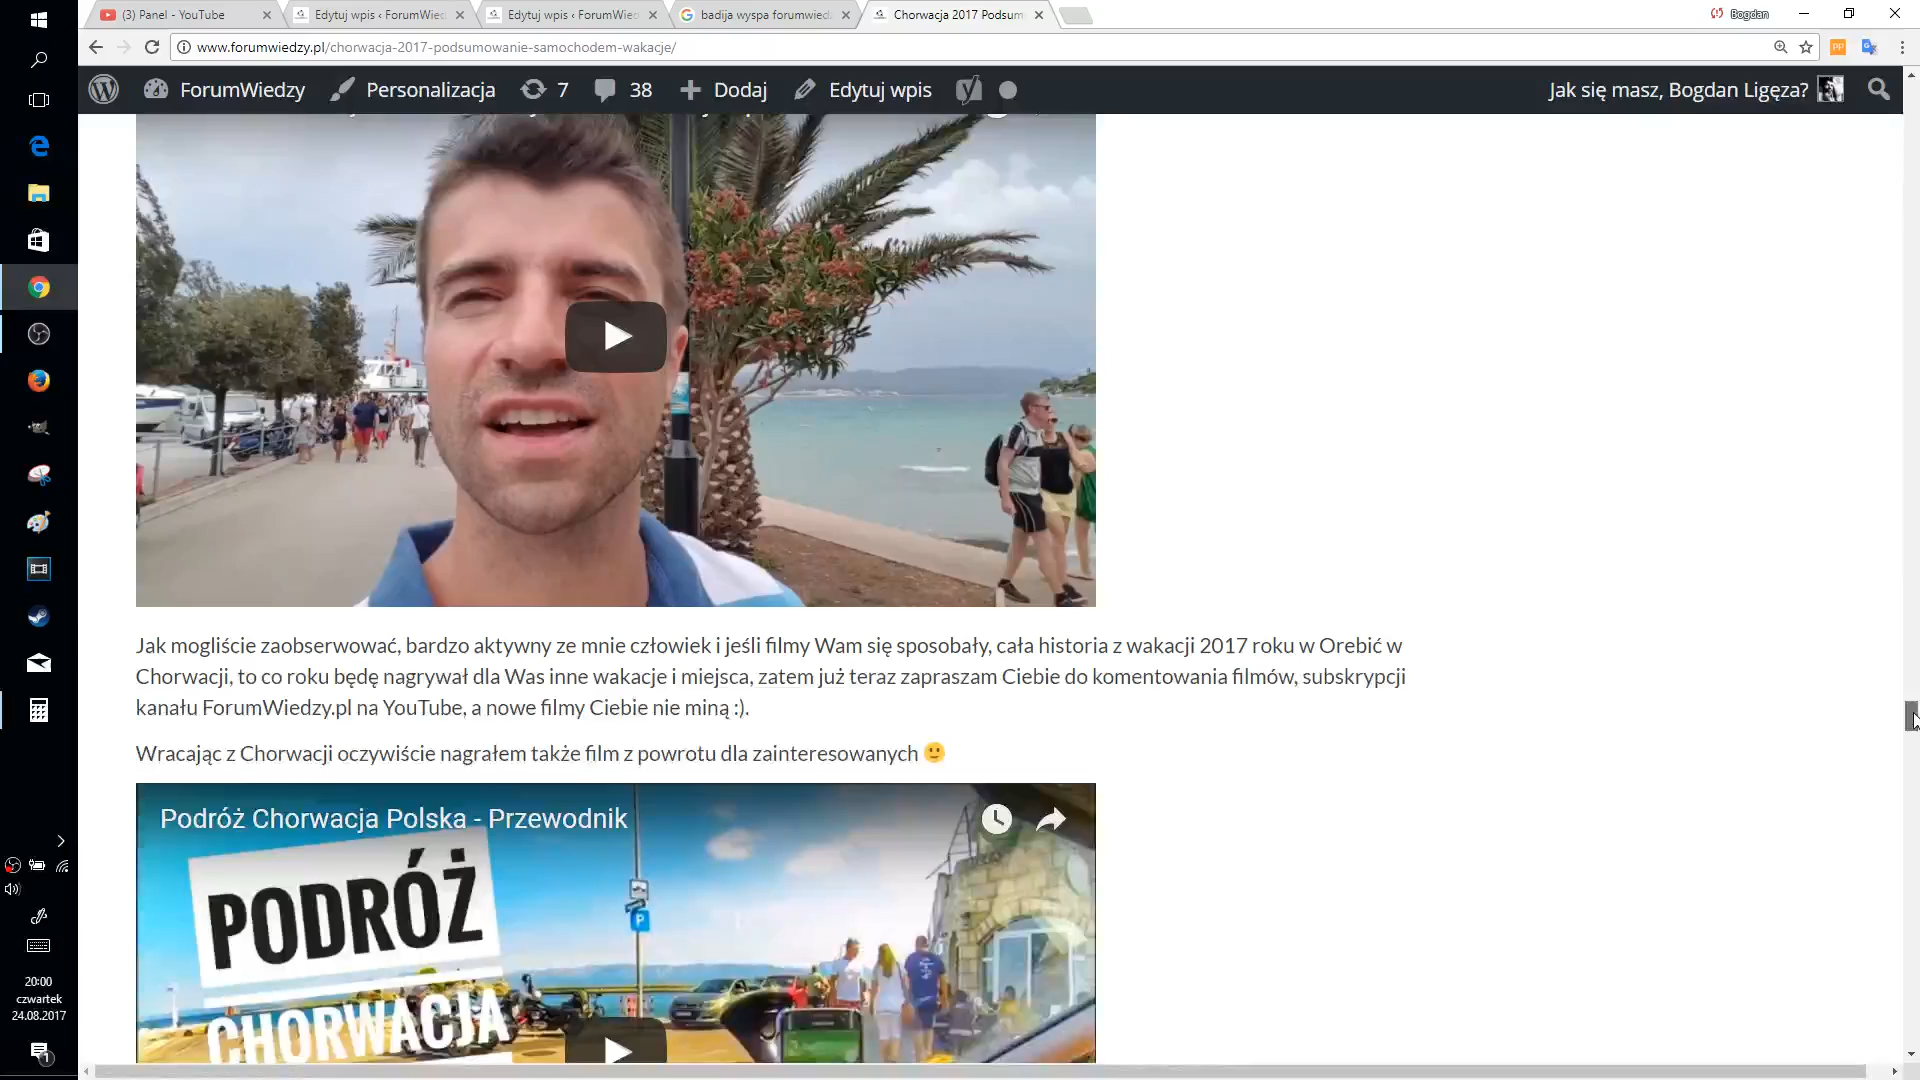 (3) Panel - YouTube
Edytuj wpis ‹ ForumWiedz
Edytuj wpis ‹ ForumWiedz
badija wyspa forumwiedz
Chorwacja 2017 Podsum
Bogdan
www.forumwiedzy.pl/chorwacja-2017-podsumowanie-samochodem-wakacje/
PP
ForumWiedzy
Personalizacja
7
38
Dodaj
Edytuj wpis
Jak się masz, Bogdan Ligęza?
Jak mogliście zaobserwować, bardzo aktywny ze mnie człowiek i jeśli filmy Wam się sposobały, cała historia z wakacji 2017 roku w Orebić w
Chorwacji, to co roku będę nagrywał dla Was inne wakacje i miejsca, zatem już teraz zapraszam Ciebie do komentowania filmów, subskrypcji
kanału ForumWiedzy.pl na YouTube, a nowe filmy Ciebie nie miną :).
Wracając z Chorwacji oczywiście nagrałem także film z powrotu dla zainteresowanych 🙂
Podróż Chorwacja Polska - Przewodnik
PODRÓŻ
CHORWACJA
P
20:00
czwartek
24.08.2017
1